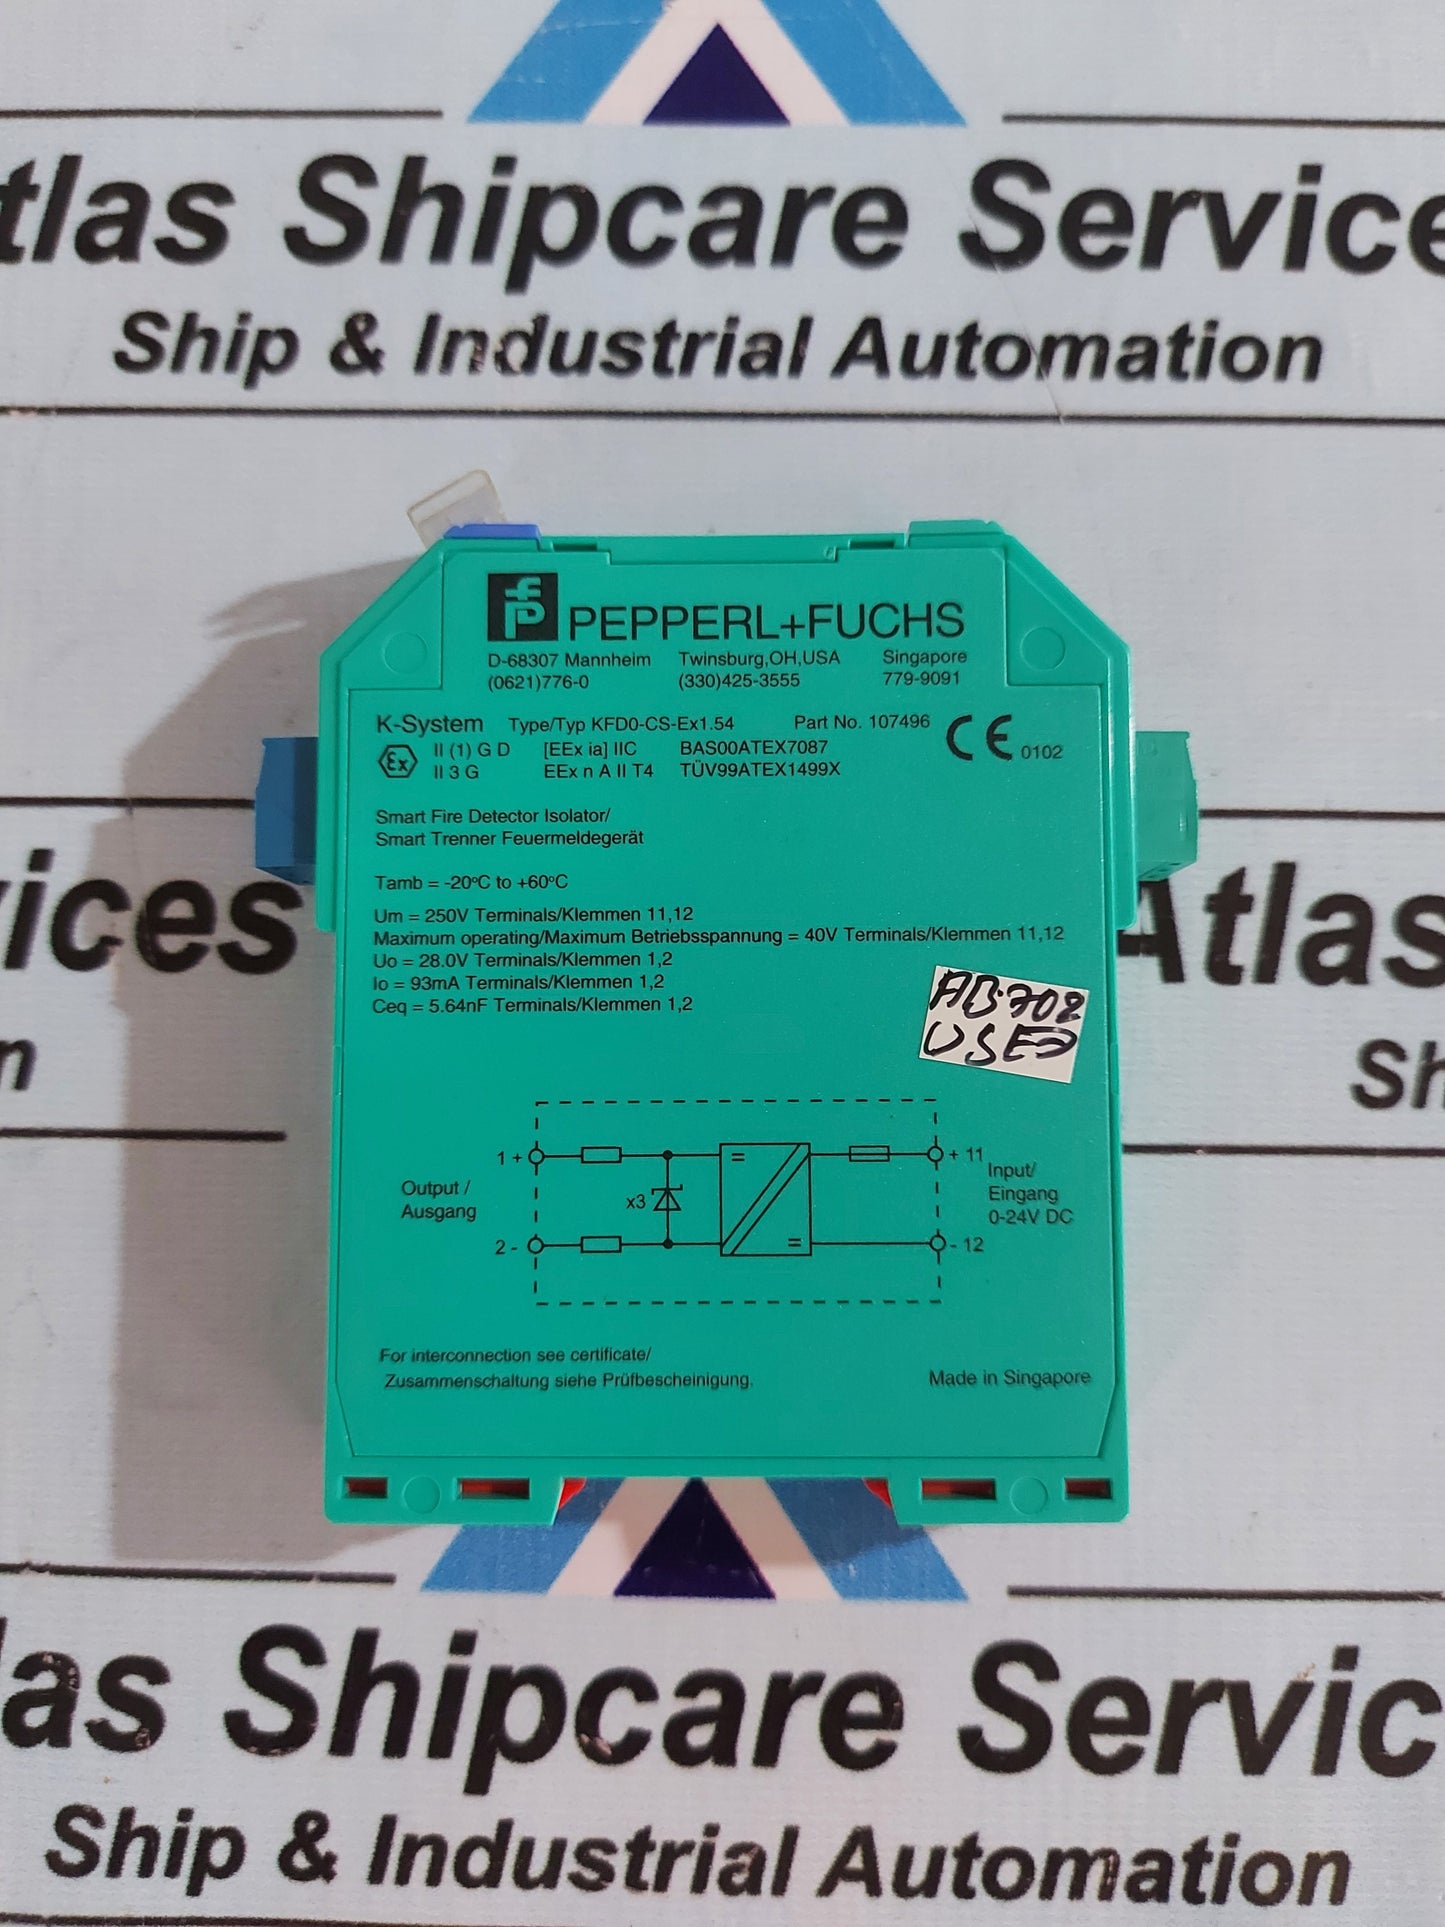 tlas Shipcare Service
Ship & Industrial Automation
PEPPERL+FUCHS
D-68307 Mannheim Twinsburg,OH,USA Singapore
(0621)776-0 (330)425-3555 779-9091
K-System Type/Typ KFD0-CS-Ex1.54 Part No. 107496
Ex II (1) G D [EEx ia] IIC BAS00ATEX7087 CE 0102
II 3 G EEx n A II T4 TÜV99ATEX1499X
Smart Fire Detector Isolator/
Smart Trenner Feuermeldegerät
Tamb = -20ºC to +60ºC
Um = 250V Terminals/Klemmen 11,12
Maximum operating/Maximum Betriebsspannung = 40V Terminals/Klemmen 11,12
Uo = 28.0V Terminals/Klemmen 1,2
Io = 93mA Terminals/Klemmen 1,2
Ceq = 5.64nF Terminals/Klemmen 1,2
AB.708
USED
1 +
+ 11
Output /
Ausgang
x3
=
=
Input/
Eingang
0-24V DC
2 -
- 12
For interconnection see certificate/
Zusammenschaltung siehe Prüfbescheinigung.
Made in Singapore
ices
Atlas
n
Sh
las Shipcare Servic
Ship & Industrial Automation